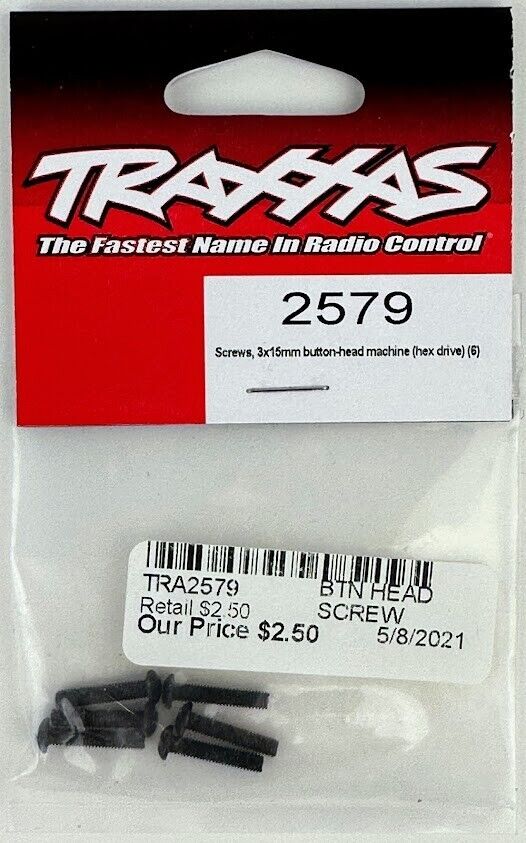 TRAXXAS
The Fastest Name In Radio Control
2579
Screws, 3x15mm button-head machine (hex drive) (6)
TRA2579 BTN HEAD
Retail $2.50 SCREW
Our Price $2.50 5/8/2021